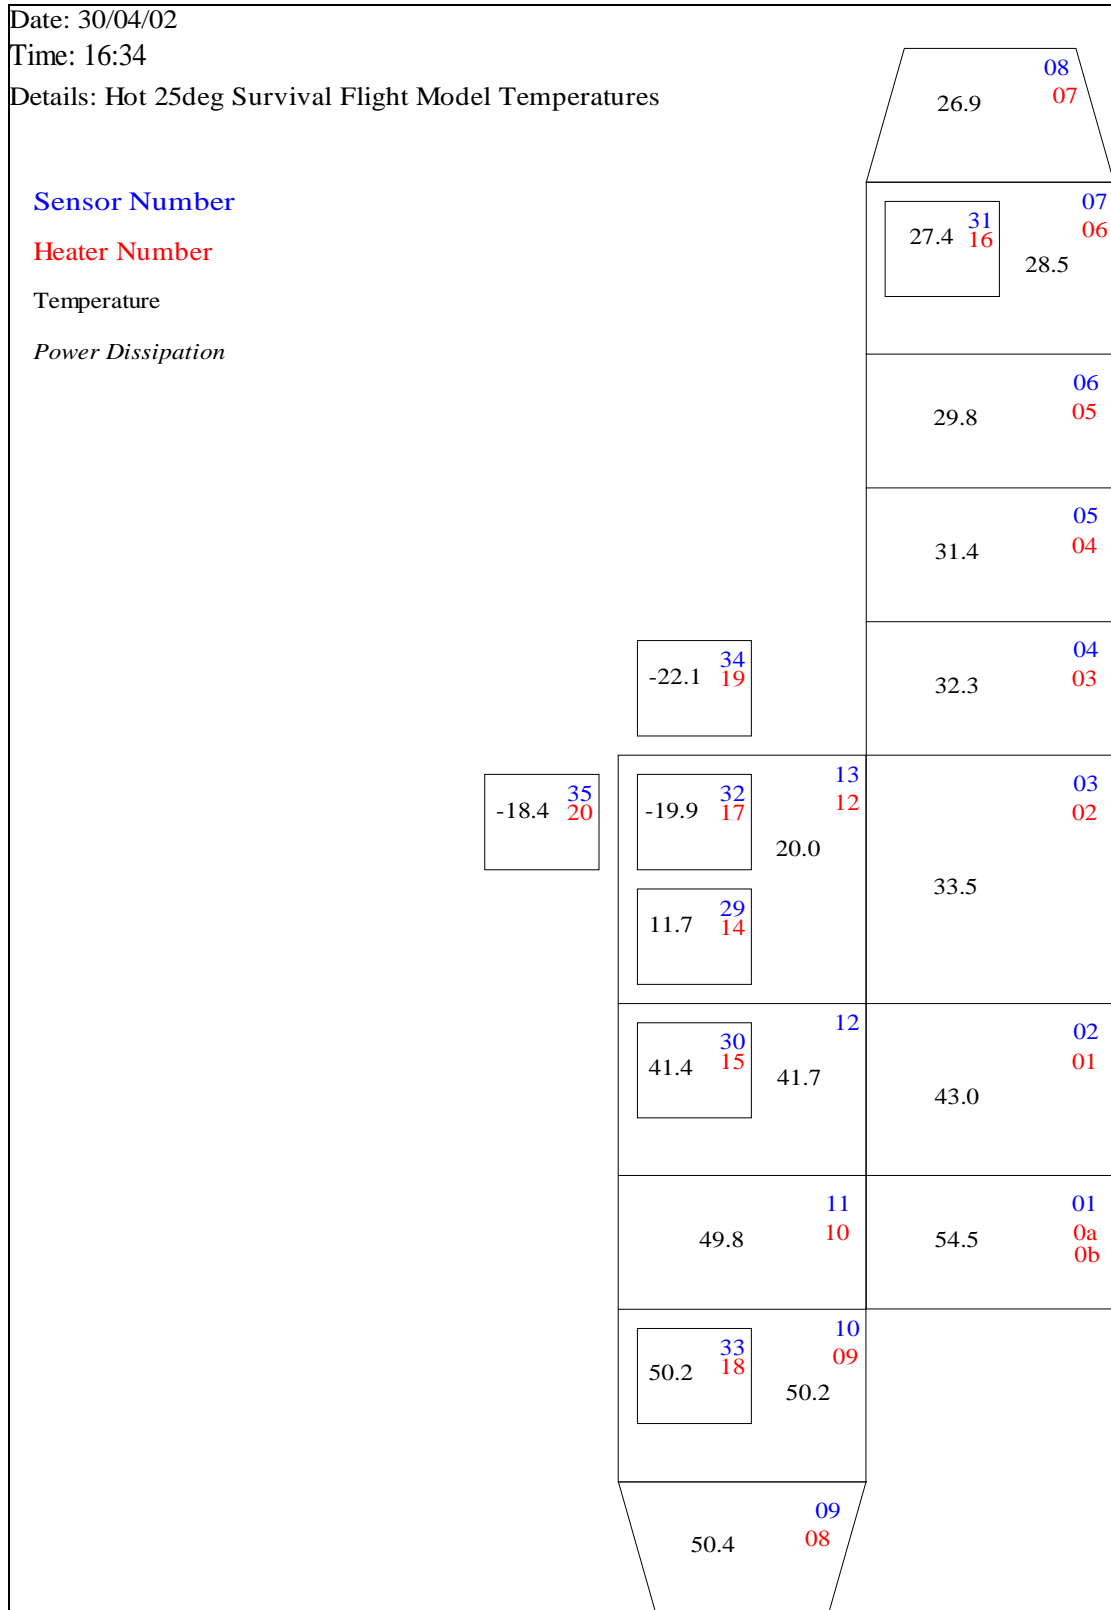 Date: 30/04/02
Time: 16:34
Details: Hot 25deg Survival Flight Model Temperatures
Sensor Number
Heater Number
Temperature
Power Dissipation
08
26.9 07
07
31 06
27.4 16
28.5
06
29.8 05
05
31.4 04
34 04
-22.1 19 32.3 03
13 03
35 32 12 02
-18.4 20 -19.9 17
20.0
33.5
29
11.7 14
12 02
30 01
41.4 15 41.7
43.0
11 01
49.8 10 54.5 0a
0b
10
33 09
50.2 18
50.2
09
50.4 08